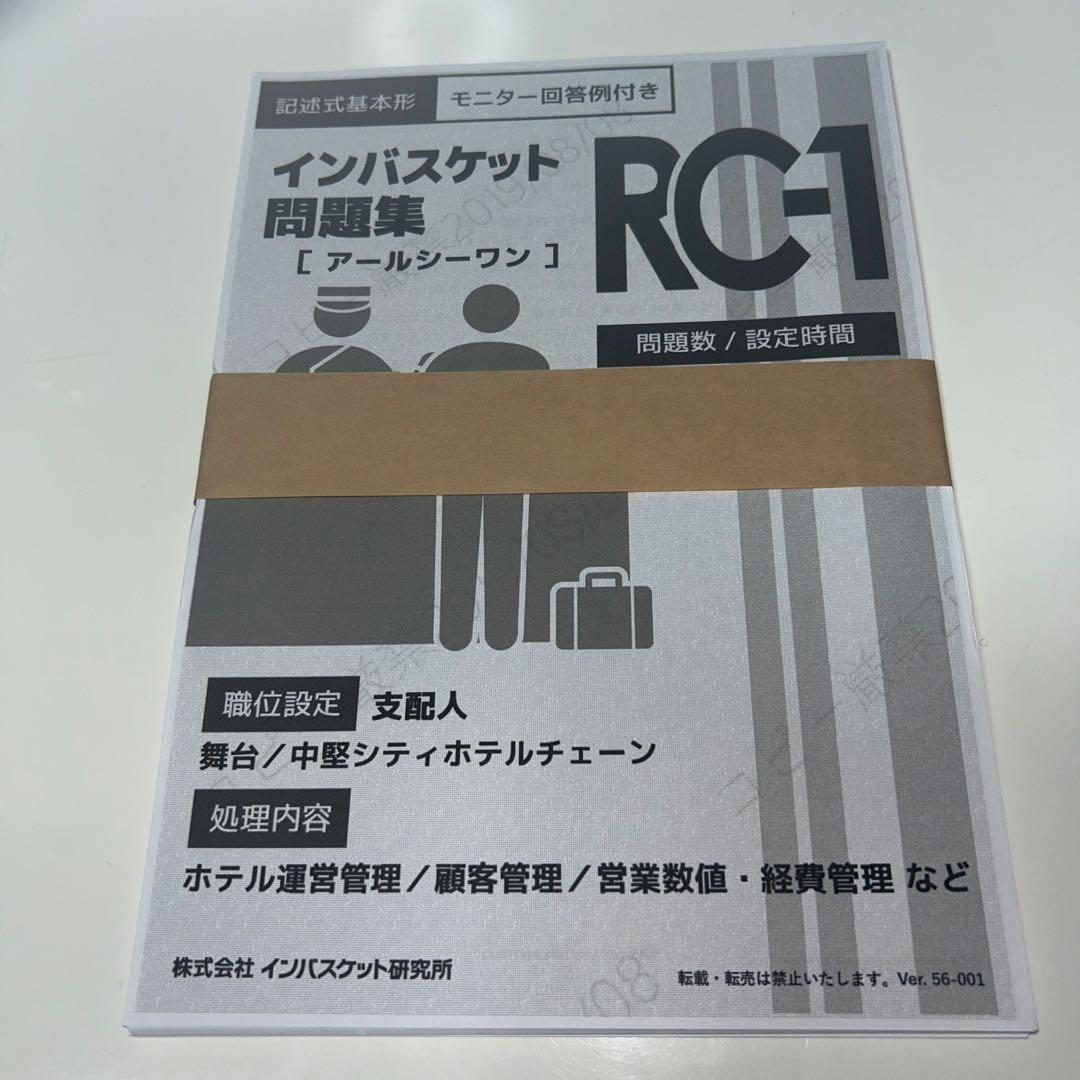 記述式基本形 モニター回答例付き
インバスケット
問題集
［ アールシーワン ］
RC-1
問題数 / 設定時間
職位設定 支配人
舞台／中堅シティホテルチェーン
処理内容
ホテル運営管理／顧客管理／営業数値・経費管理 など
株式会社 インバスケット研究所
転載・転売は禁止いたします。Ver. 56-001